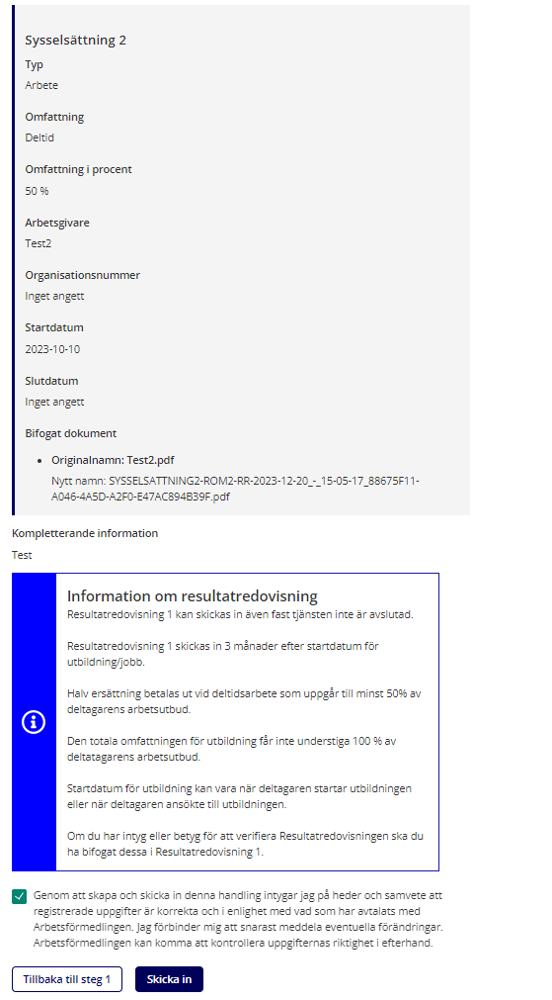 Sysselsättning 2
Typ
Arbete
Omfattning
Deltid
Omfattning i procent
50 %
Arbetsgivare
Test2
Organisationsnummer
Inget angett
Startdatum
2023-10-10
Slutdatum
Inget angett
Bifogat dokument
• Originalnamn: Test2.pdf
Nytt namn: SYSSELSATTNING2-ROM2-RR-2023-12-20_-_15-05-17_88675F11-
A046-4A5D-A2F0-E47AC894B39F.pdf
Kompletterande information
Test
Information om resultatredovisning
Resultatredovisning 1 kan skickas in även fast tjänsten inte är avslutad.
Resultatredovisning 1 skickas in 3 månader efter startdatum för
utbildning/jobb.
Halv ersättning betalas ut vid deltidsarbete som uppgår till minst 50% av
deltagarens arbetsutbud.
Den totala omfattningen för utbildning får inte understiga 100 % av
deltatagarens arbetsutbud.
Startdatum för utbildning kan vara när deltagaren startar utbildningen
eller när deltagaren ansökte till utbildningen.
Om du har intyg eller betyg för att verifiera Resultatredovisningen ska du
ha bifogat dessa i Resultatredovisning 1.
Genom att skapa och skicka in denna handling intygar jag på heder och samvete att
registrerade uppgifter är korrekta och i enlighet med vad som har avtalats med
Arbetsförmedlingen. Jag förbinder mig att snarast meddela eventuella förändringar.
Arbetsförmedlingen kan komma att kontrollera uppgifternas riktighet i efterhand.
Tillbaka till steg 1
Skicka in